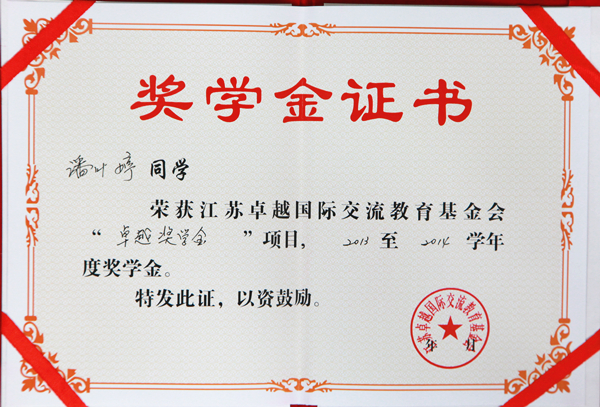 奖学金证书
潘叶婷 同学
荣获江苏卓越国际交流教育基金会
“ 卓越奖学金 ”项目， 2013 至 2014 学年
度奖学金。
特发此证，以资鼓励。
江苏卓越国际交流教育基金会
年 月